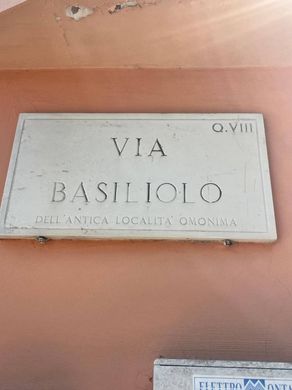 Q.VIII
VIA
BASILIOLO
DELL'ANTICA LOCALITA' OMONIMA